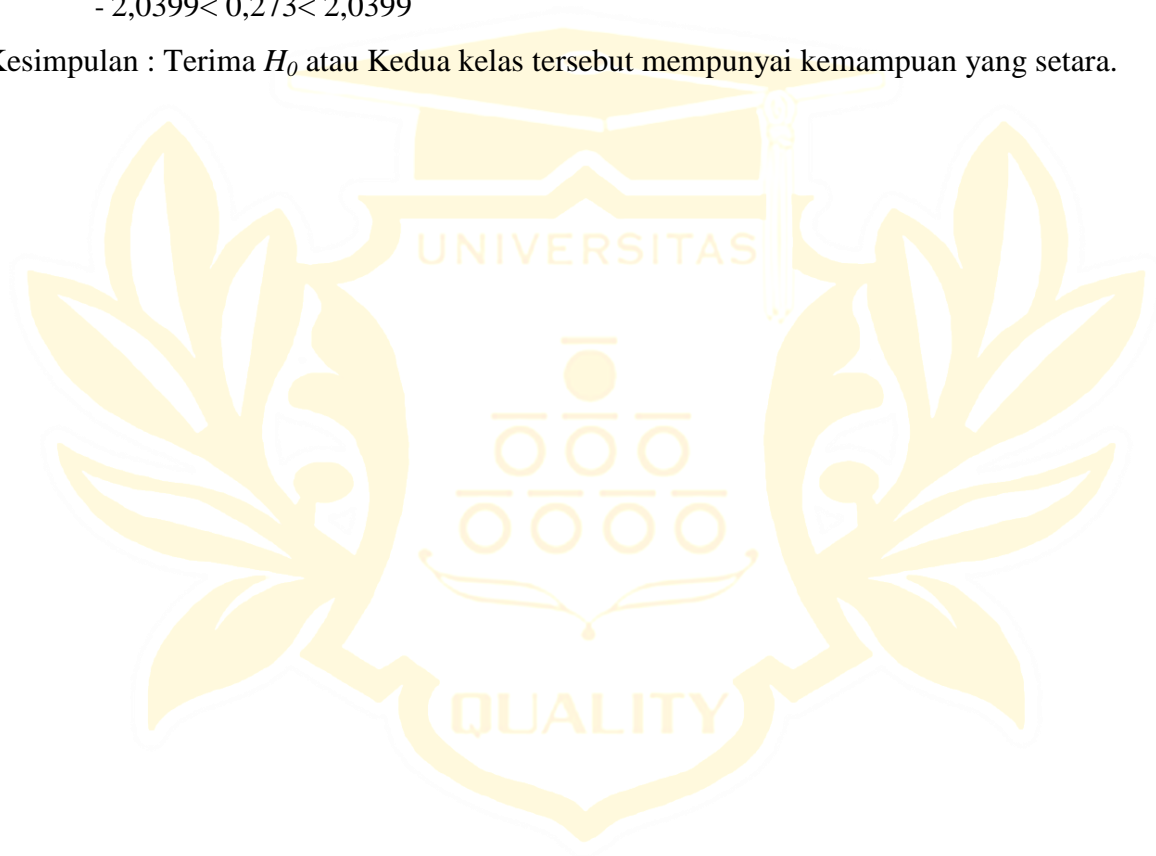 - 2,0399< 0,273< 2,0399
Kesimpulan : Terima H0 atau Kedua kelas tersebut mempunyai kemampuan yang setara.
UNIVERSITAS
QUALITY